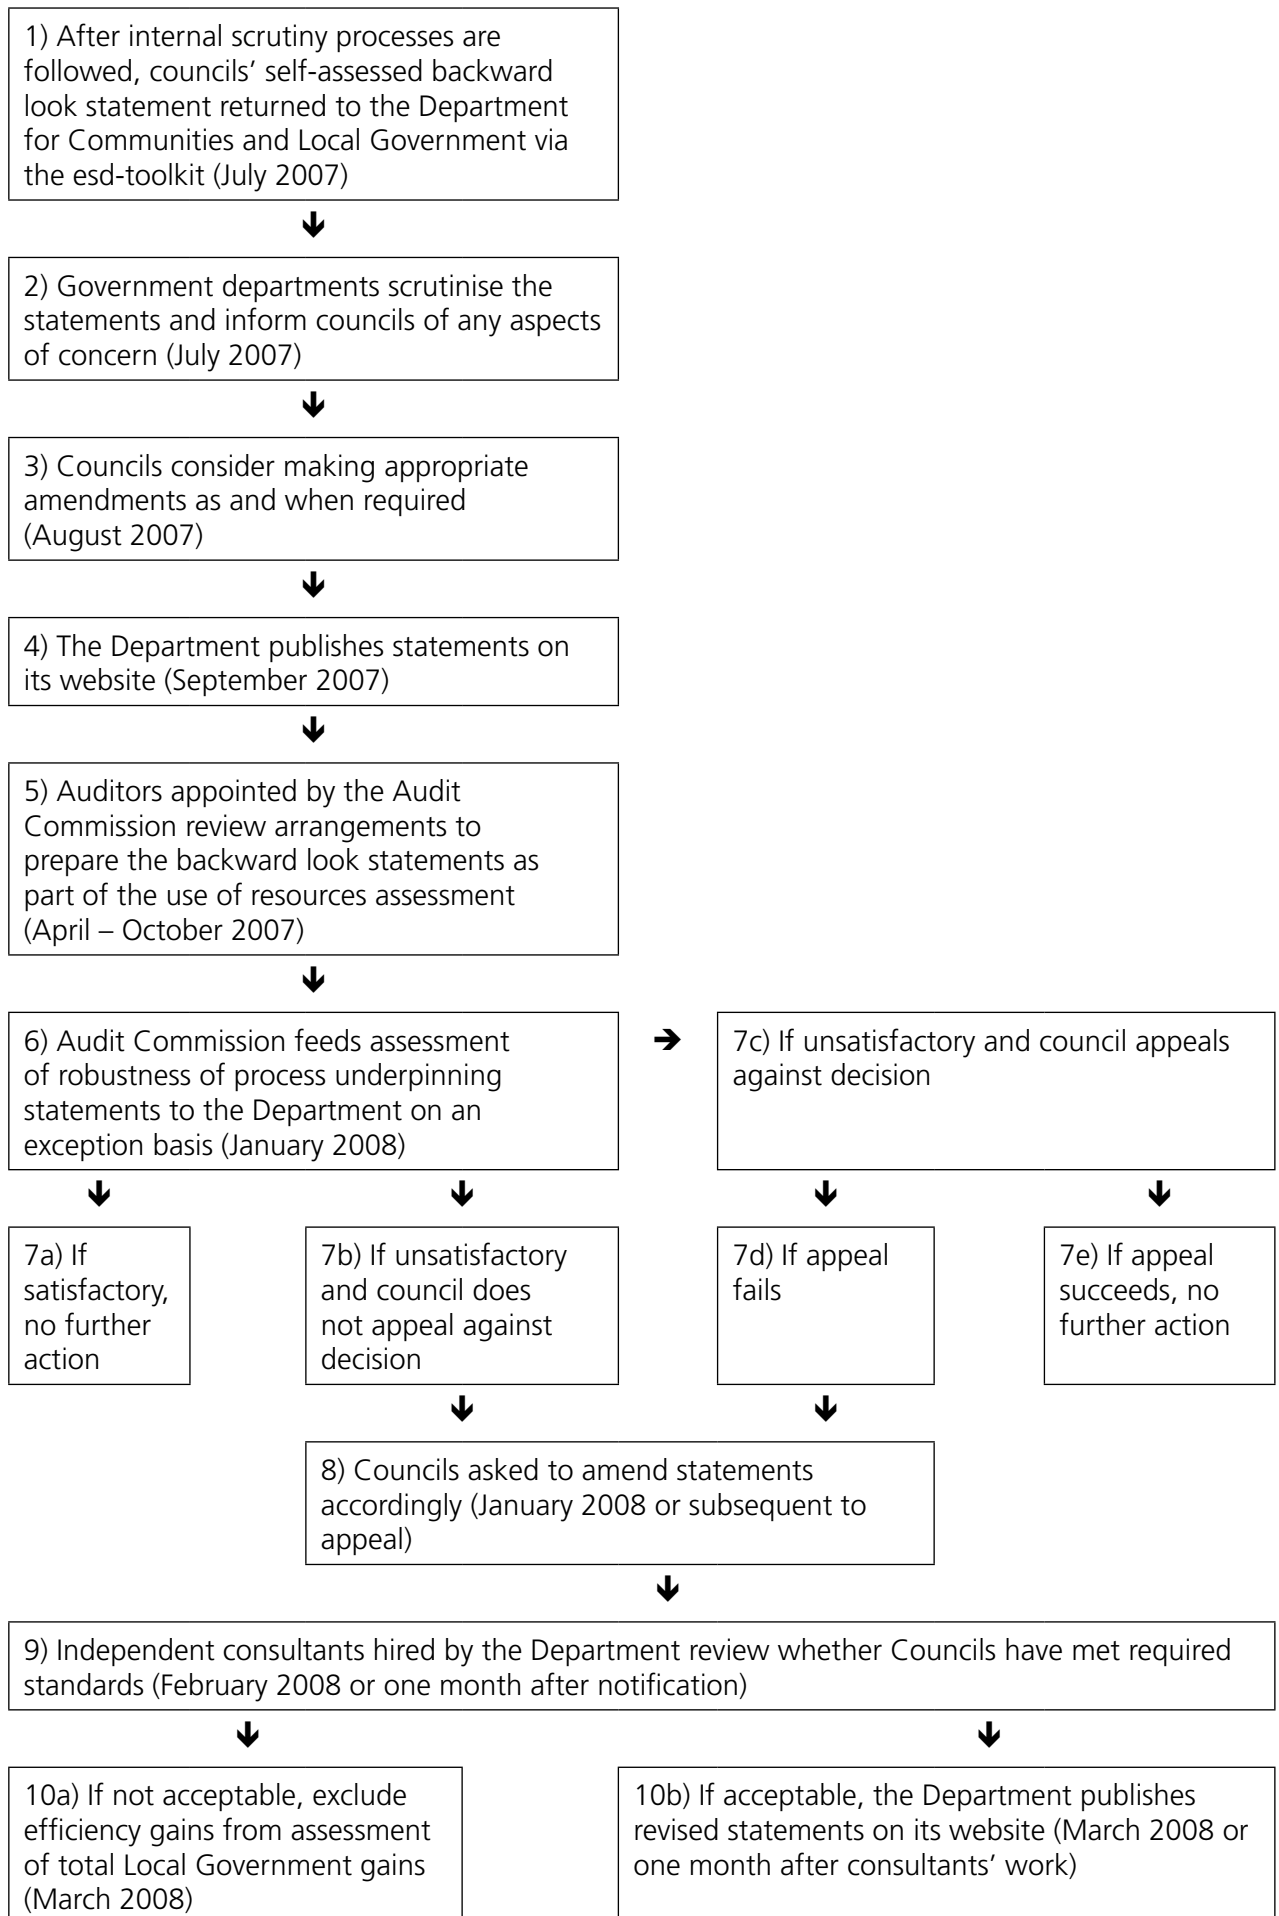 1) After internal scrutiny processes are
followed, councils’ self-assessed backward
look statement returned to the Department
for Communities and Local Government via
the esd-toolkit (July 2007)
2) Government departments scrutinise the
statements and inform councils of any aspects
of concern (July 2007)
3) Councils consider making appropriate
amendments as and when required
(August 2007)
4) The Department publishes statements on
its website (September 2007)
5) Auditors appointed by the Audit
Commission review arrangements to
prepare the backward look statements as
part of the use of resources assessment
(April – October 2007)
6) Audit Commission feeds assessment
of robustness of process underpinning
statements to the Department on an
exception basis (January 2008)
7c) If unsatisfactory and council appeals
against decision
7a) If
satisfactory,
no further
action
7b) If unsatisfactory
and council does
not appeal against
decision
7d) If appeal
fails
7e) If appeal
succeeds, no
further action
8) Councils asked to amend statements
accordingly (January 2008 or subsequent to
appeal)
9) Independent consultants hired by the Department review whether Councils have met required
standards (February 2008 or one month after notification)
10a) If not acceptable, exclude
efficiency gains from assessment
of total Local Government gains
(March 2008)
10b) If acceptable, the Department publishes
revised statements on its website (March 2008 or
one month after consultants’ work)